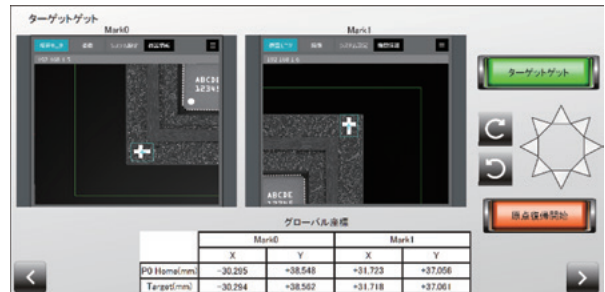 ターゲットゲット
Mark0
Mark1
ABCD
12345
ABCDE
ターゲットゲット
原点復帰開始
グローバル座標
Mark0
Mark1
X
Y
X
Y
P0 Home(mm)
-30.295
+38.548
+31.723
+37.056
Target(mm)
-30.294
+38.562
+31.718
+37.061